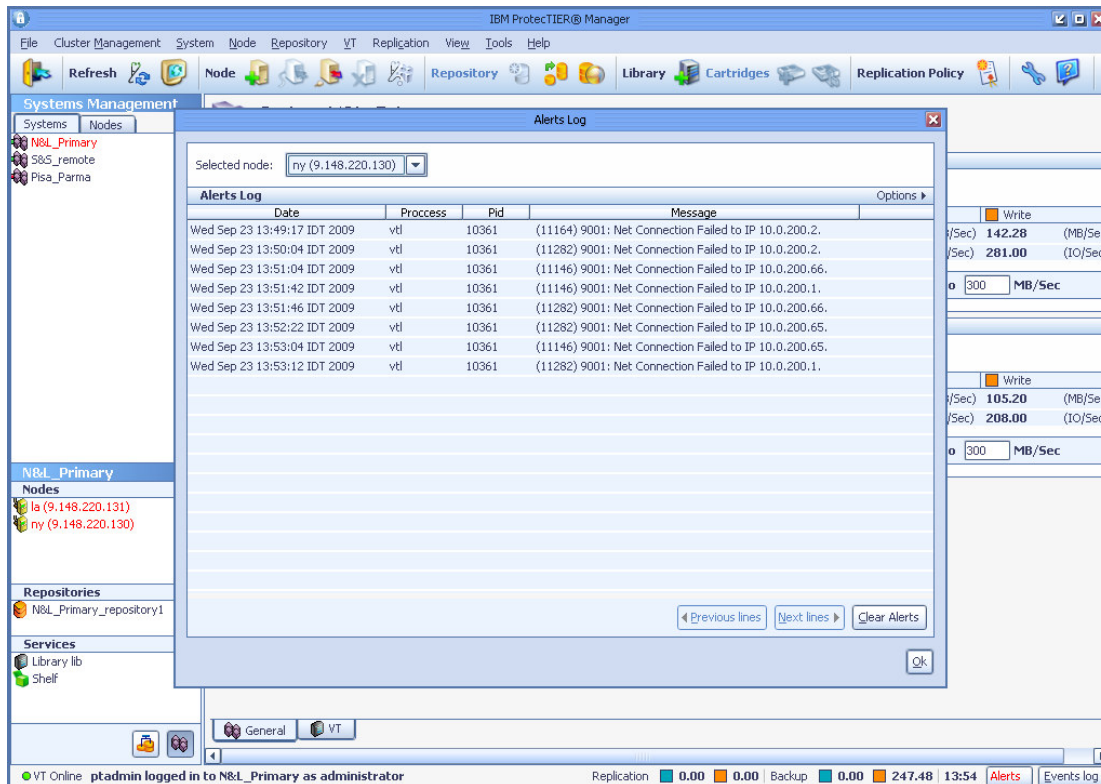 IBM ProtecTIER® Manager
File Cluster Management System Node Repository VT Replication View Tools Help
Refresh Node Repository Library Cartridges Replication Policy
Systems Management
Systems Nodes
N&L_Primary
S&S_remote
Pisa_Parma
Alerts Log
Selected node: ny (9.148.220.130)
Alerts Log Options
Date Proccess Pid Message
Wed Sep 23 13:49:17 IDT 2009 vtl 10361 (11164) 9001: Net Connection Failed to IP 10.0.200.2.
Wed Sep 23 13:50:04 IDT 2009 vtl 10361 (11282) 9001: Net Connection Failed to IP 10.0.200.2.
Wed Sep 23 13:51:04 IDT 2009 vtl 10361 (11146) 9001: Net Connection Failed to IP 10.0.200.66.
Wed Sep 23 13:51:42 IDT 2009 vtl 10361 (11146) 9001: Net Connection Failed to IP 10.0.200.1.
Wed Sep 23 13:51:46 IDT 2009 vtl 10361 (11282) 9001: Net Connection Failed to IP 10.0.200.66.
Wed Sep 23 13:52:22 IDT 2009 vtl 10361 (11282) 9001: Net Connection Failed to IP 10.0.200.65.
Wed Sep 23 13:53:04 IDT 2009 vtl 10361 (11146) 9001: Net Connection Failed to IP 10.0.200.65.
Wed Sep 23 13:53:12 IDT 2009 vtl 10361 (11282) 9001: Net Connection Failed to IP 10.0.200.1.
Previous lines Next lines Clear Alerts
Ok
Write
/Sec) 142.28 (MB/Se
/Sec) 281.00 (IO/Sec
o 300 MB/Sec
Write
/Sec) 105.20 (MB/Se
/Sec) 208.00 (IO/Sec
o 300 MB/Sec
N&L_Primary
Nodes
la (9.148.220.131)
ny (9.148.220.130)
Repositories
N&L_Primary_repository1
Services
Library lib
Shelf
General VT
VT Online ptadmin logged in to N&L_Primary as administrator Replication 0.00 0.00 Backup 0.00 247.48 13:54 Alerts Events log